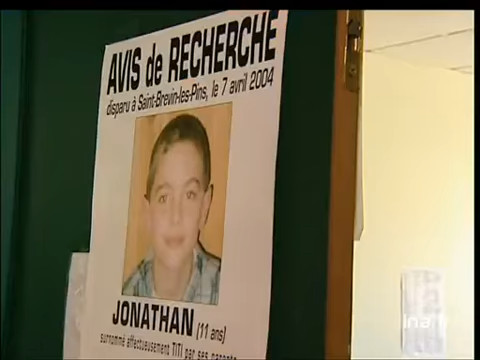 AVIS de RECHERCHE
disparu à Saint-Brevin-les-Pins, le 7 avril 2004
JONATHAN (11 ans)
surnommé affectueusement TITI par ses parents
ina.fr